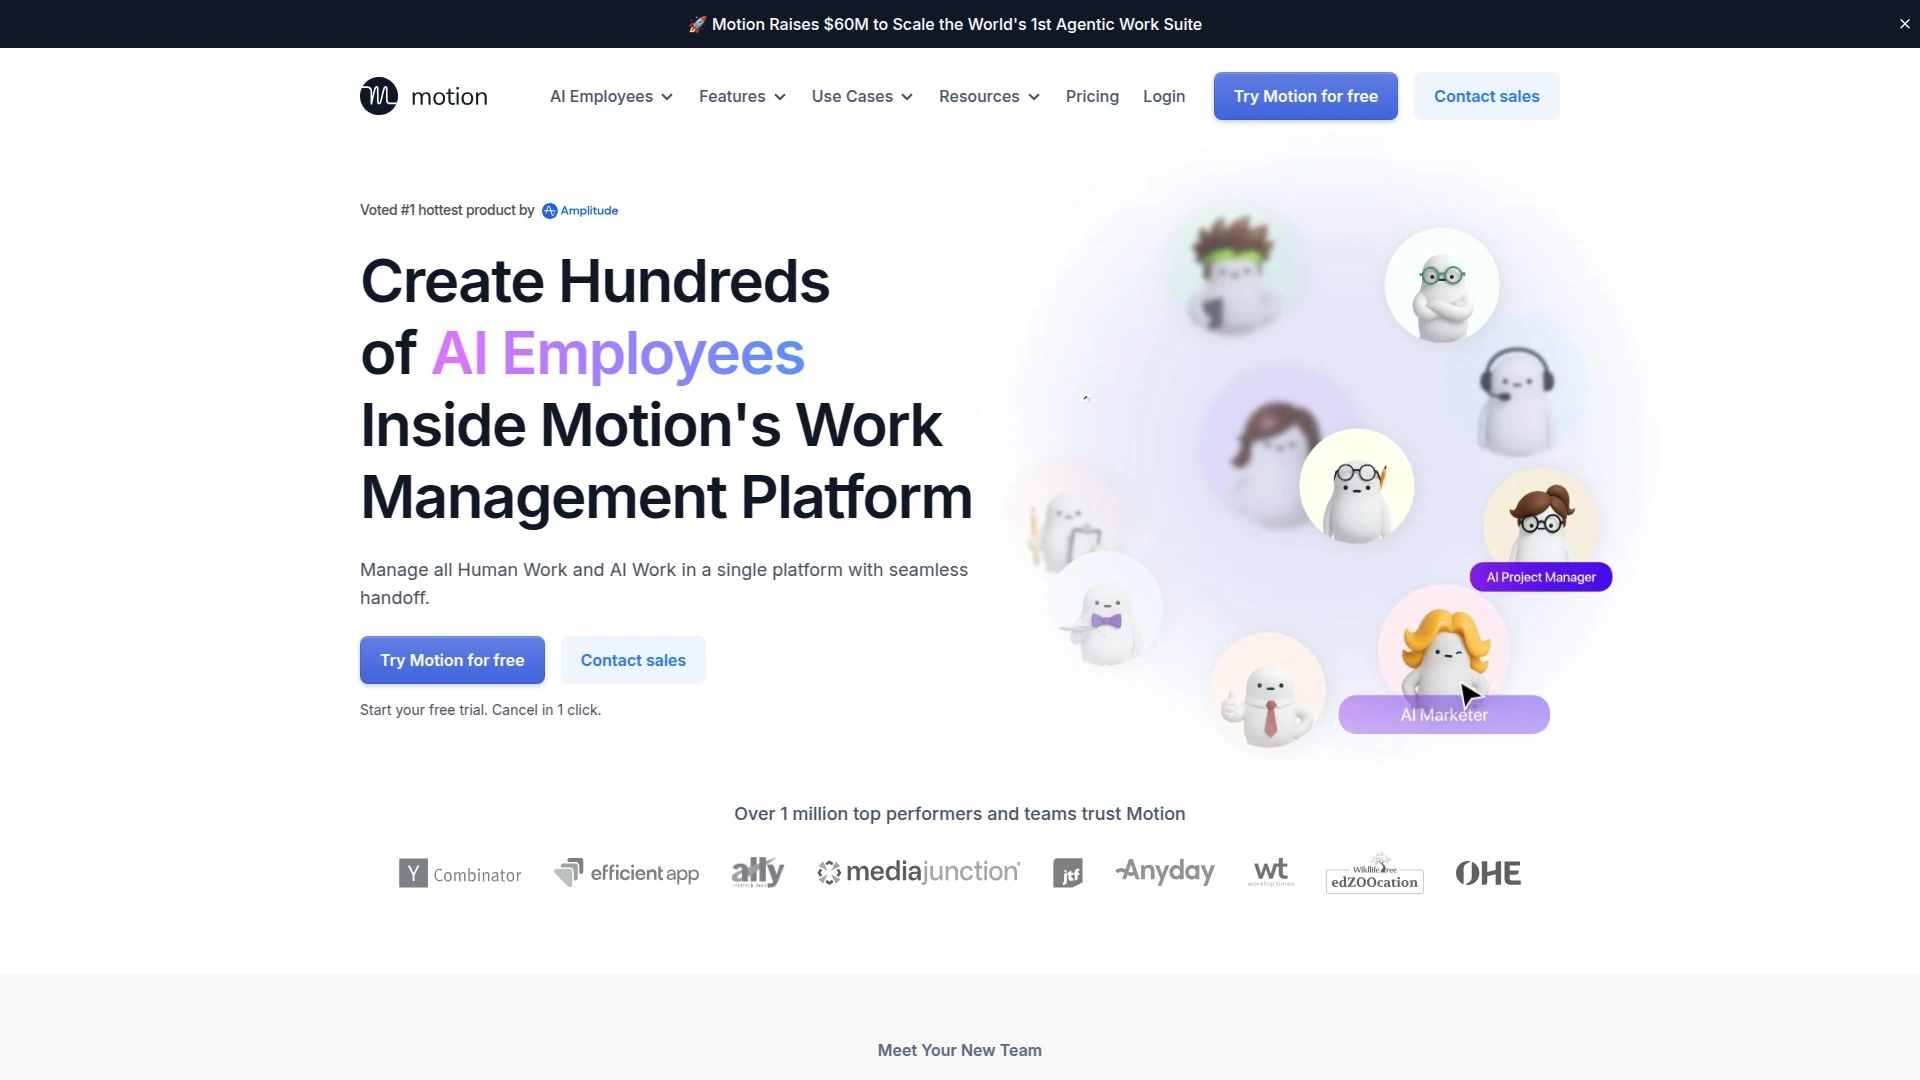 🚀 Motion Raises $60M to Scale the World's 1st Agentic Work Suite
motion
AI Employees
Features
Use Cases
Resources
Pricing
Login
Try Motion for free
Contact sales
Voted #1 hottest product by Amplitude
Create Hundreds
of AI Employees
Inside Motion's Work
Management Platform
Manage all Human Work and AI Work in a single platform with seamless
handoff.
Try Motion for free
Contact sales
Start your free trial. Cancel in 1 click.
AI Project Manager
AI Marketer
Over 1 million top performers and teams trust Motion
Y Combinator
efficient app
ally
mediajunction
jtf
Anyday
wt
worship times
Wildlife Tree
edZOOcation
OHE
Meet Your New Team